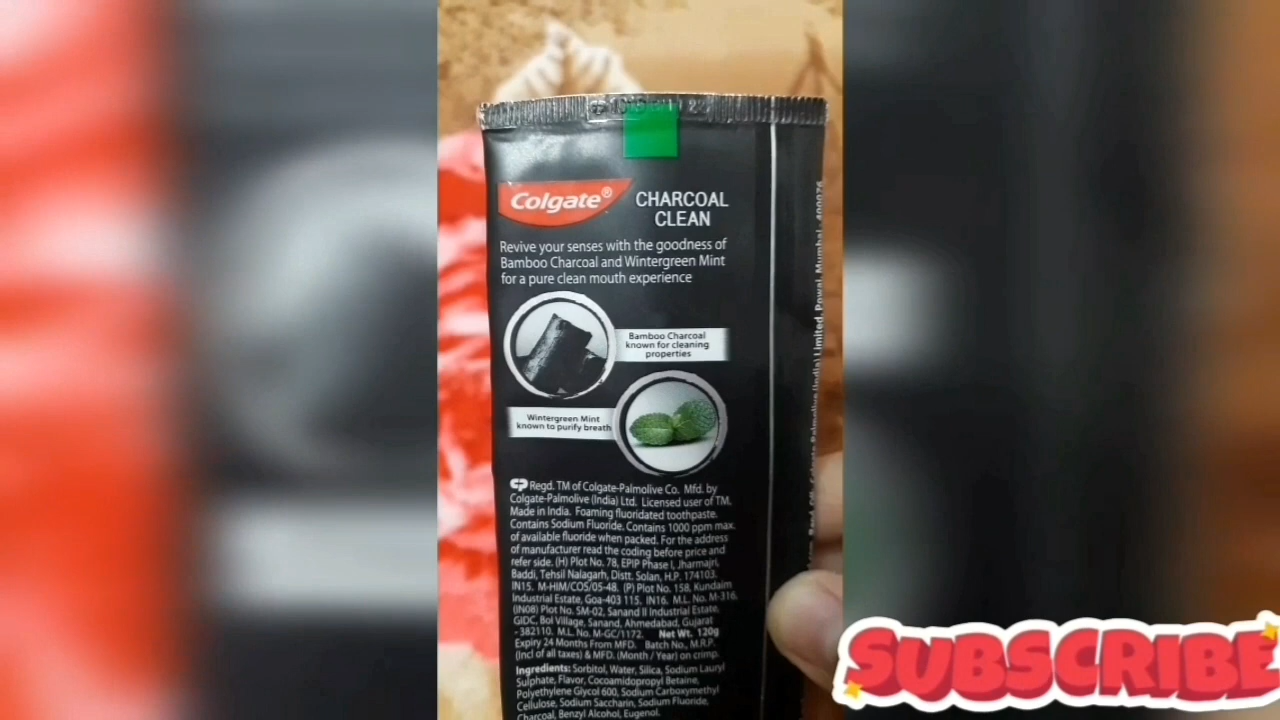 Colgate®
CHARCOAL
CLEAN
Revive your senses with the goodness of
Bamboo Charcoal and Wintergreen Mint
for a pure clean mouth experience
Bamboo Charcoal
known for cleaning
properties
Wintergreen Mint
known to purify breath
Regd. TM of Colgate-Palmolive Co. Mfd. by
Colgate-Palmolive (India) Ltd. Licensed user of TM.
Made in India. Foaming fluoridated toothpaste.
Contains Sodium Fluoride. Contains 1000 ppm max.
of available fluoride when packed. For the address
of manufacturer read the coding before price and
refer side. (H) Plot No. 78, EPIP Phase I, Jharmajri,
Baddi, Tehsil Nalagarh, Distt. Solan, H.P. 174103.
IN15. M-HIM/COS/05-48. (P) Plot No. 158, Kundaim
Industrial Estate, Goa-403 115. IN16. M.L. No. M-316.
(IN08) Plot No. SM-02, Sanand II Industrial Estate,
GIDC, Bol Village, Sanand, Ahmedabad, Gujarat
- 382110. M.L. No. M-GC/1172. Net Wt. 120g
Expiry 24 Months From MFD. Batch No., M.R.P.
(Incl of all taxes) & MFD. (Month / Year) on crimp.
Ingredients: Sorbitol, Water, Silica, Sodium Lauryl
Sulphate, Flavor, Cocoamidopropyl Betaine,
Polyethylene Glycol 600, Sodium Carboxymethyl
Cellulose, Sodium Saccharin, Sodium Fluoride,
Charcoal, Benzyl Alcohol, Eugenol.
Colgate Palmolive (India) Limited, Powai, Mumbai - 400076
SUBSCRIBE